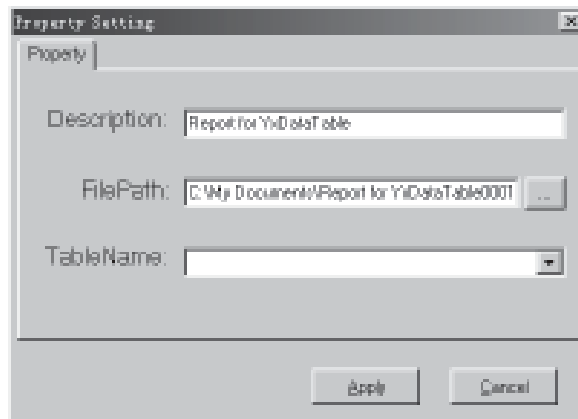 Property Setting
Property
Description: Report for YxDataTable
FilePath: C:\My Documents\Report for YxDataTable0001 ...
TableName:
Apply Cancel